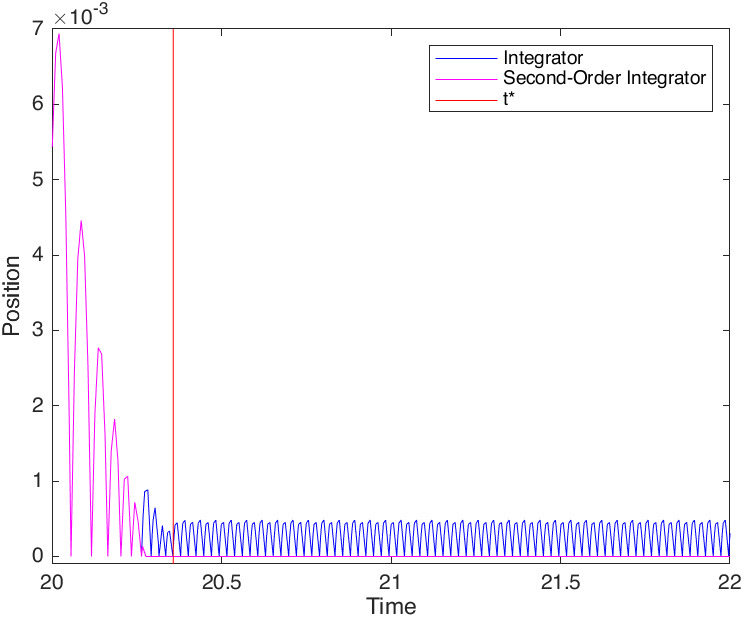 ×10⁻³
7
6
5
4
3
2
1
0
Position
Integrator
Second-Order Integrator
t*
20
20.5
21
21.5
22
Time